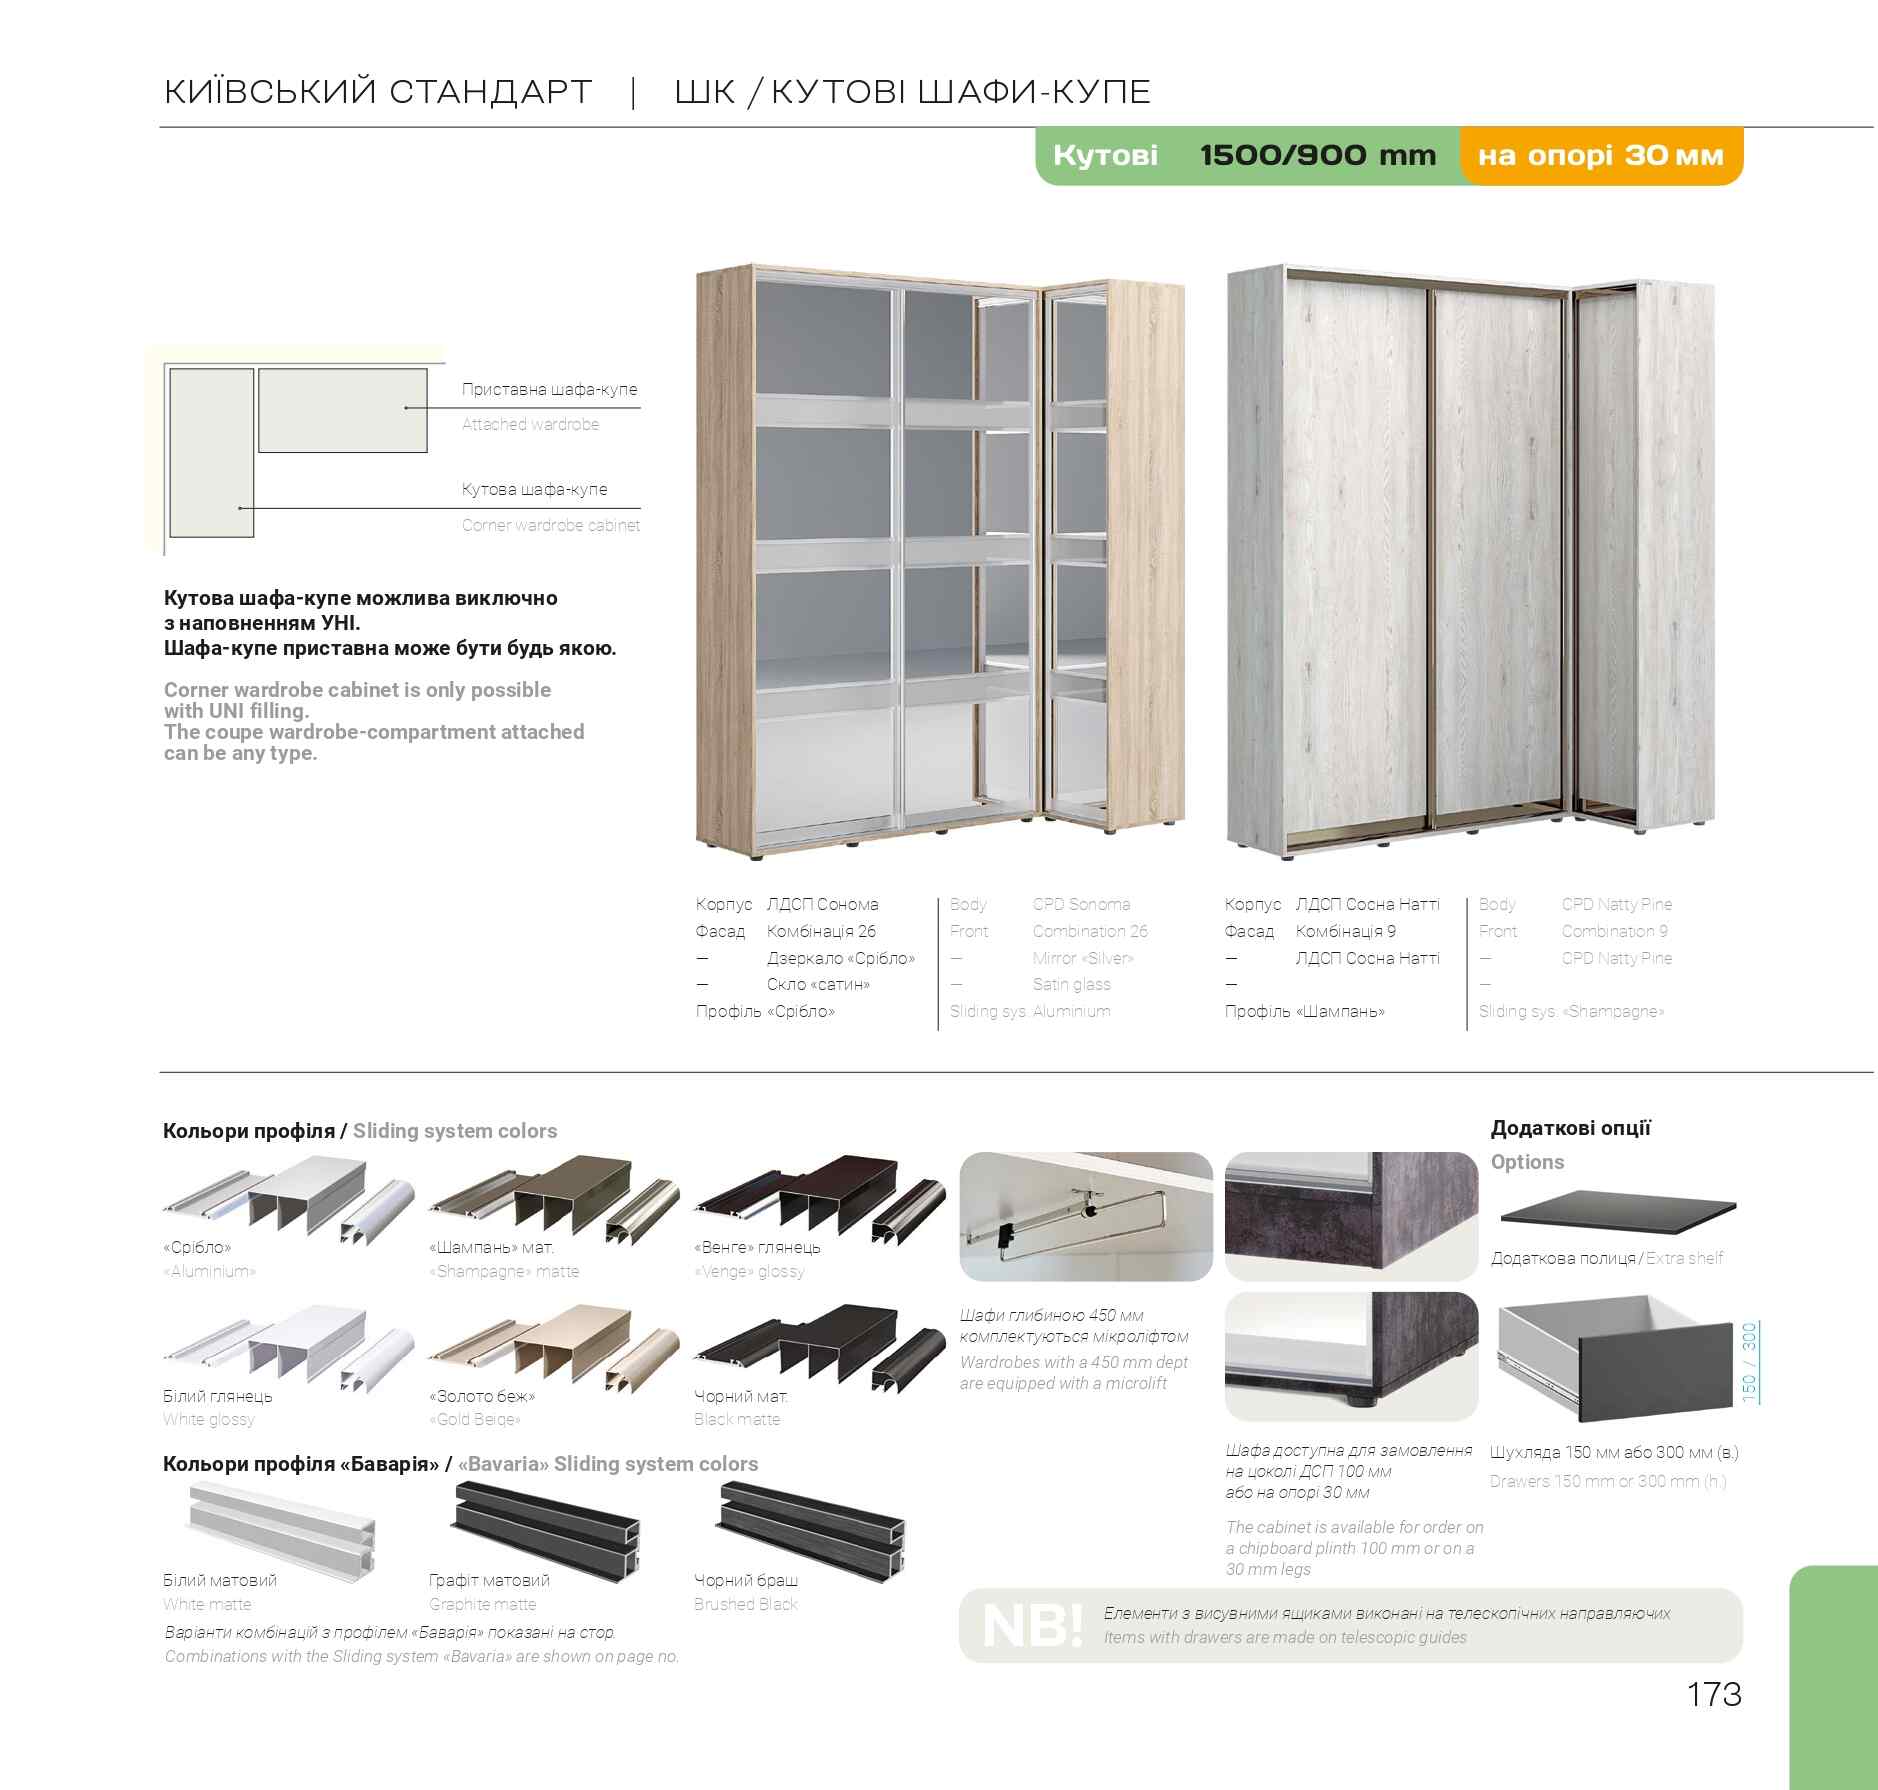 КИЇВСЬКИЙ СТАНДАРТ | ШК / КУТОВІ ШАФИ-КУПЕ
Кутові 1500/900 mm на опорі 30 мм
Приставна шафа-купе
Attached wardrobe
Кутова шафа-купе
Corner wardrobe cabinet
Кутова шафа-купе можлива виключно
з наповненням УНІ.
Шафа-купе приставна може бути будь якою.
Corner wardrobe cabinet is only possible
with UNI filling.
The coupe wardrobe-compartment attached
can be any type.
Корпус ЛДСП Сонома
Фасад Комбінація 26
— Дзеркало «Срібло»
— Скло «сатин»
Профіль «Срібло»
Body CPD Sonoma
Front Combination 26
— Mirror «Silver»
— Satin glass
Sliding sys. Aluminium
Корпус ЛДСП Сосна Натті
Фасад Комбінація 9
— ЛДСП Сосна Натті
—
Профіль «Шампань»
Body CPD Natty Pine
Front Combination 9
— CPD Natty Pine
—
Sliding sys. «Shampagne»
Кольори профіля / Sliding system colors
«Срібло»
«Aluminium»
«Шампань» мат.
«Shampagne» matte
«Венге» глянець
«Venge» glossy
Білий глянець
White glossy
«Золото беж»
«Gold Beige»
Чорний мат.
Black matte
Кольори профіля «Баварія» / «Bavaria» Sliding system colors
Білий матовий
White matte
Графіт матовий
Graphite matte
Чорний браш
Brushed Black
Варіанти комбінацій з профілем «Баварія» показані на стор.
Combinations with the Sliding system «Bavaria» are shown on page no.
Шафи глибиною 450 мм
комплектуються мікроліфтом
Wardrobes with a 450 mm dept
are equipped with a microlift
Шафа доступна для замовлення
на цоколі ДСП 100 мм
або на опорі 30 мм
The cabinet is available for order on
a chipboard plinth 100 mm or on a
30 mm legs
Додаткові опції
Options
Додаткова полиця / Extra shelf
150 / 300
Шухляда 150 мм або 300 мм (в.)
Drawers 150 mm or 300 mm (h.)
NB!
Елементи з висувними ящиками виконані на телескопічних направляючих
Items with drawers are made on telescopic guides
173